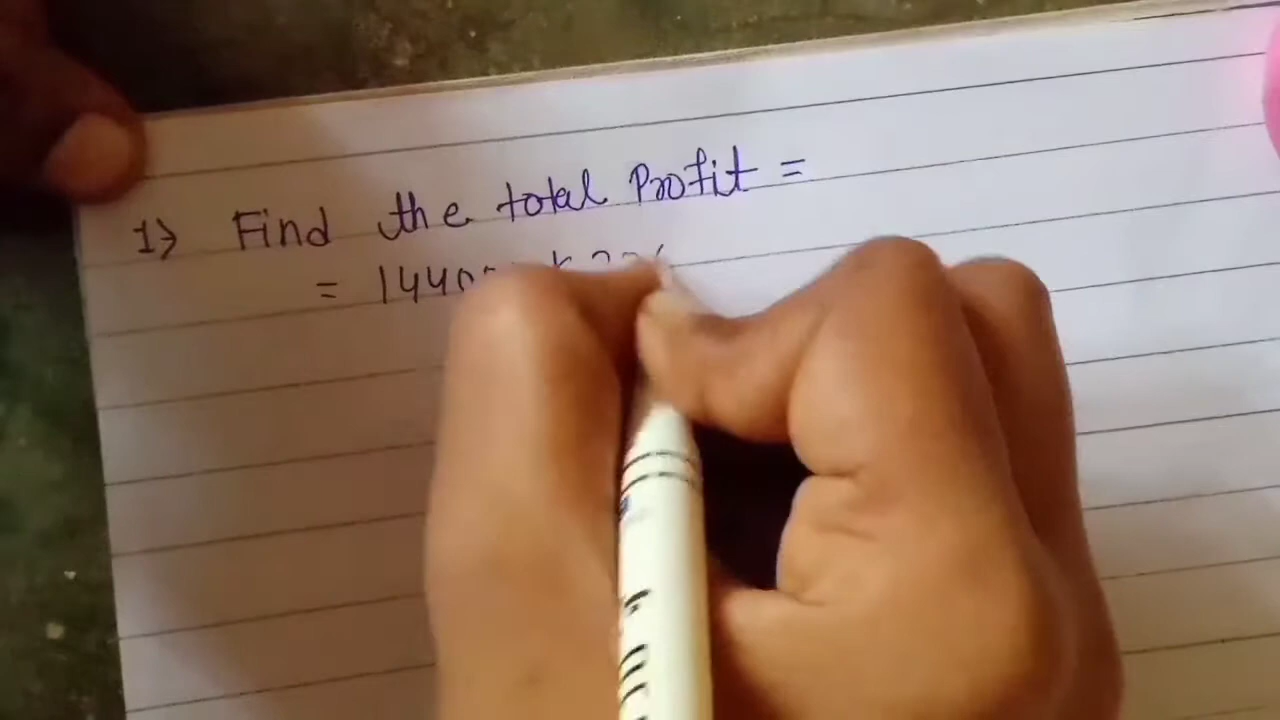 1) Find the total Profit =
= 1440